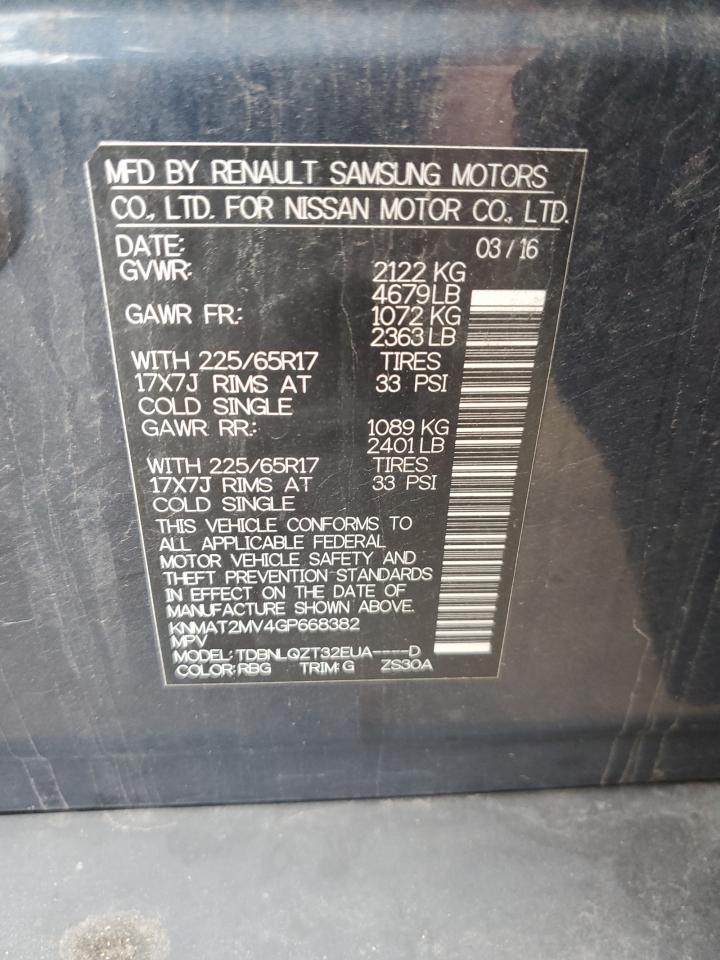 MFD BY RENAULT SAMSUNG MOTORS
CO., LTD. FOR NISSAN MOTOR CO., LTD.
DATE: 03 / 16
GVWR: 2122 KG
4679 LB
GAWR FR: 1072 KG
2363 LB
WITH 225/65R17 TIRES
17X7J RIMS AT 33 PSI
COLD SINGLE
GAWR RR: 1089 KG
2401 LB
WITH 225/65R17 TIRES
17X7J RIMS AT 33 PSI
COLD SINGLE
THIS VEHICLE CONFORMS TO
ALL APPLICABLE FEDERAL
MOTOR VEHICLE SAFETY AND
THEFT PREVENTION STANDARDS
IN EFFECT ON THE DATE OF
MANUFACTURE SHOWN ABOVE.
KNMAT2MV4GP668382
MPV
MODEL: TDBNLQZT32EUA----D
COLOR: RBG TRIM: G ZS30A